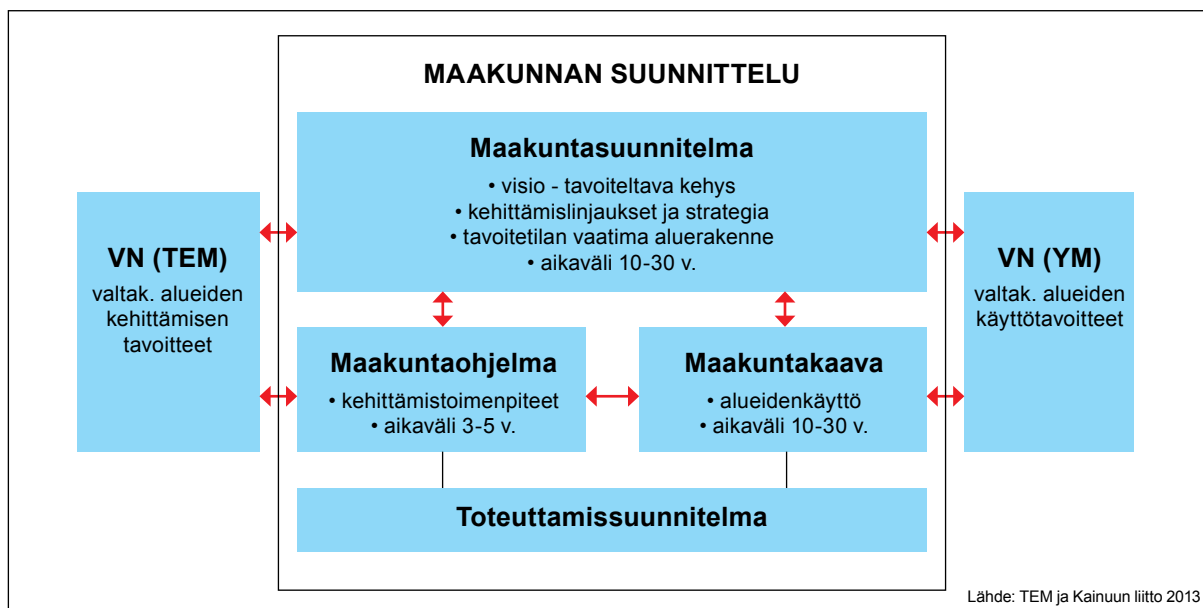 MAAKUNNAN SUUNNITTELU
Maakuntasuunnitelma
• visio - tavoiteltava kehys
• kehittämislinjaukset ja strategia
• tavoitetilan vaatima aluerakenne
• aikaväli 10-30 v.
VN (TEM)
valtak. alueiden
kehittämisen
tavoitteet
VN (YM)
valtak. alueiden
käyttötavoitteet
Maakuntaohjelma
• kehittämistoimenpiteet
• aikaväli 3-5 v.
Maakuntakaava
• alueidenkäyttö
• aikaväli 10-30 v.
Toteuttamissuunnitelma
Lähde: TEM ja Kainuun liitto 2013